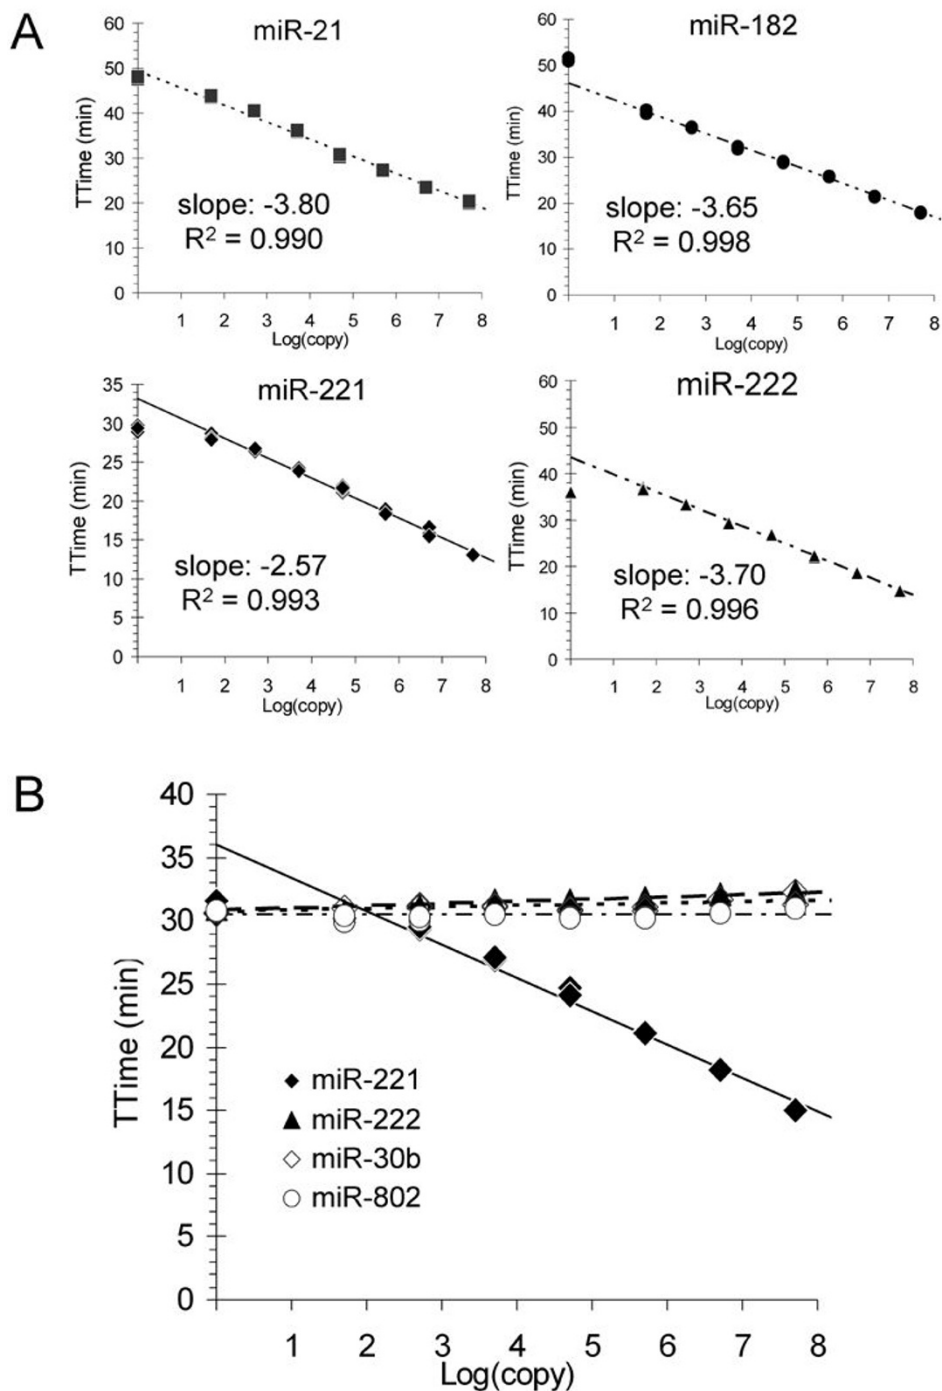 A
miR-21
TTime (min)
60
50
40
30
20
10
0
slope: -3.80
R² = 0.990
1 2 3 4 5 6 7 8
Log(copy)
miR-182
TTime (min)
60
50
40
30
20
10
0
slope: -3.65
R² = 0.998
1 2 3 4 5 6 7 8
Log(copy)
miR-221
TTime (min)
35
30
25
20
15
10
5
0
slope: -2.57
R² = 0.993
1 2 3 4 5 6 7 8
Log(copy)
miR-222
TTime (min)
60
50
40
30
20
10
0
slope: -3.70
R² = 0.996
1 2 3 4 5 6 7 8
Log(copy)
B
TTime (min)
40
35
30
25
20
15
10
5
0
miR-221
miR-222
miR-30b
miR-802
1 2 3 4 5 6 7 8
Log(copy)